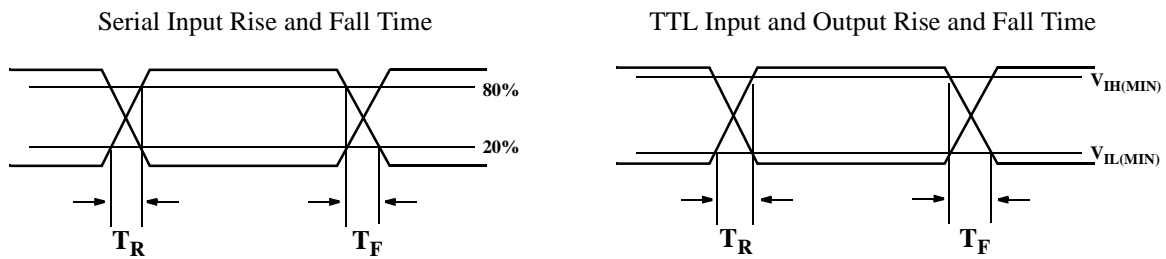 Serial Input Rise and Fall Time
80%
20%
T_R
T_F
TTL Input and Output Rise and Fall Time
V_IH(MIN)
V_IL(MIN)
T_R
T_F